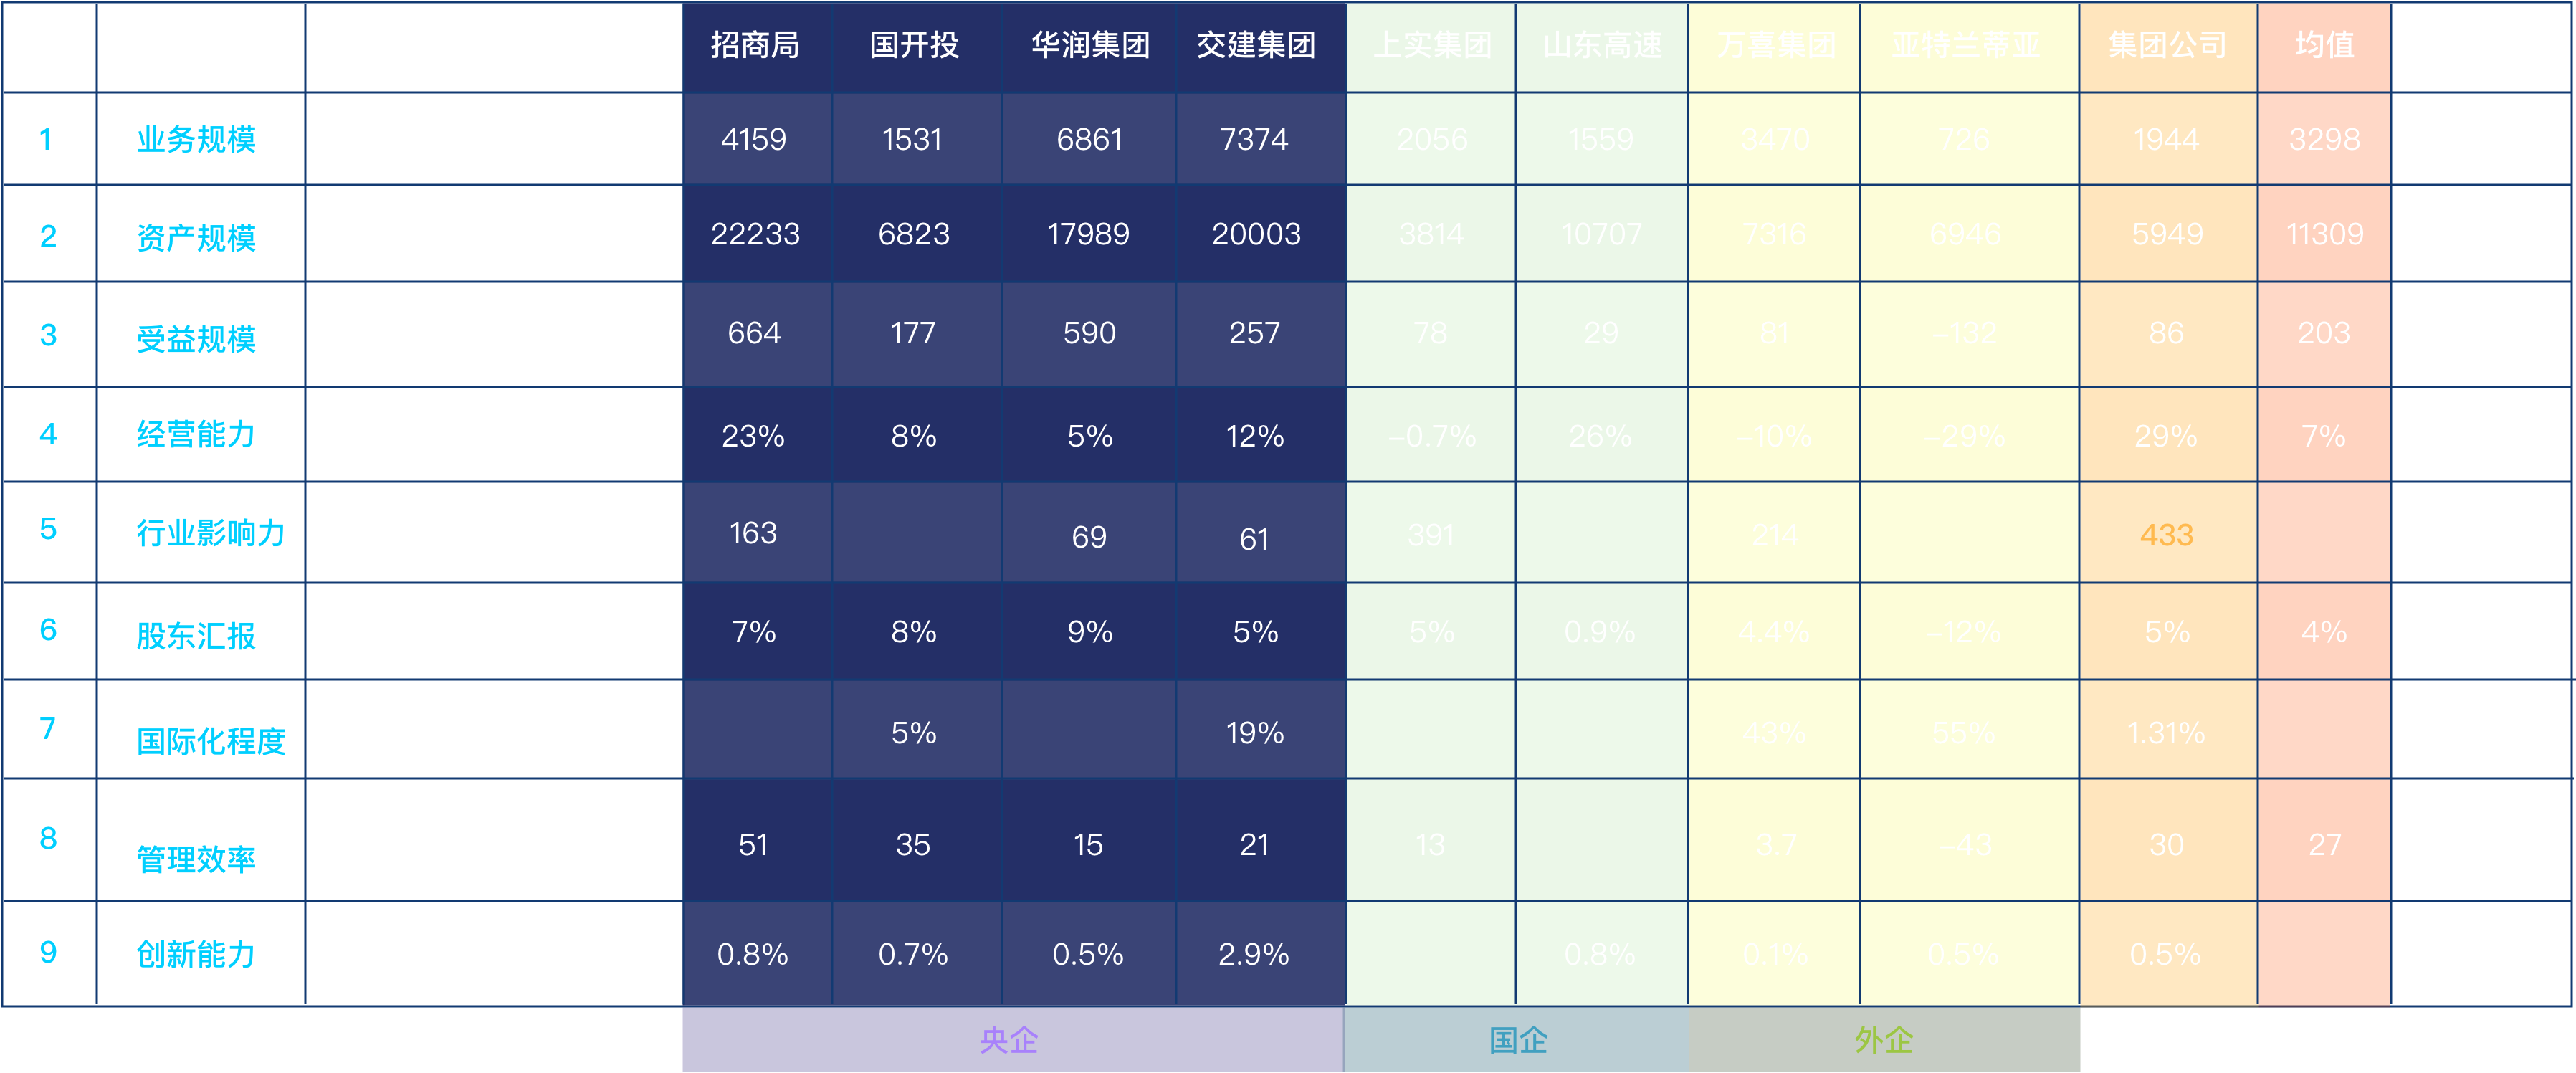 招商局 国开投 华润集团 交建集团 上实集团 山东高速 万喜集团 亚特兰蒂亚 集团公司 均值
1 业务规模 4159 1531 6861 7374 2056 1559 3470 726 1944 3298
2 资产规模 22233 6823 17989 20003 3814 10707 7316 6946 5949 11309
3 受益规模 664 177 590 257 78 29 81 -132 86 203
4 经营能力 23% 8% 5% 12% -0.7% 26% -10% -29% 29% 7%
5 行业影响力 163 69 61 391 214 433
6 股东汇报 7% 8% 9% 5% 5% 0.9% 4.4% -12% 5% 4%
7 国际化程度 5% 19% 43% 55% 1.31%
8 管理效率 51 35 15 21 13 3.7 -43 30 27
9 创新能力 0.8% 0.7% 0.5% 2.9% 0.8% 0.1% 0.5% 0.5%
央企 国企 外企